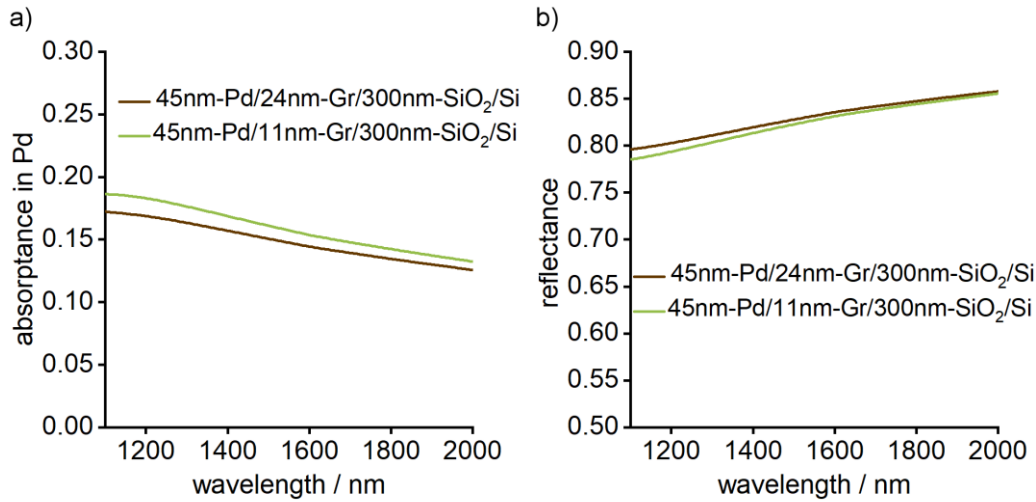 a)
absorptance in Pd
0.30
0.25
0.20
0.15
0.10
0.05
0.00
45nm-Pd/24nm-Gr/300nm-SiO₂/Si
45nm-Pd/11nm-Gr/300nm-SiO₂/Si
1200 1400 1600 1800 2000
wavelength / nm
b)
reflectance
0.90
0.85
0.80
0.75
0.70
0.65
0.60
0.55
0.50
45nm-Pd/24nm-Gr/300nm-SiO₂/Si
45nm-Pd/11nm-Gr/300nm-SiO₂/Si
1200 1400 1600 1800 2000
wavelength / nm